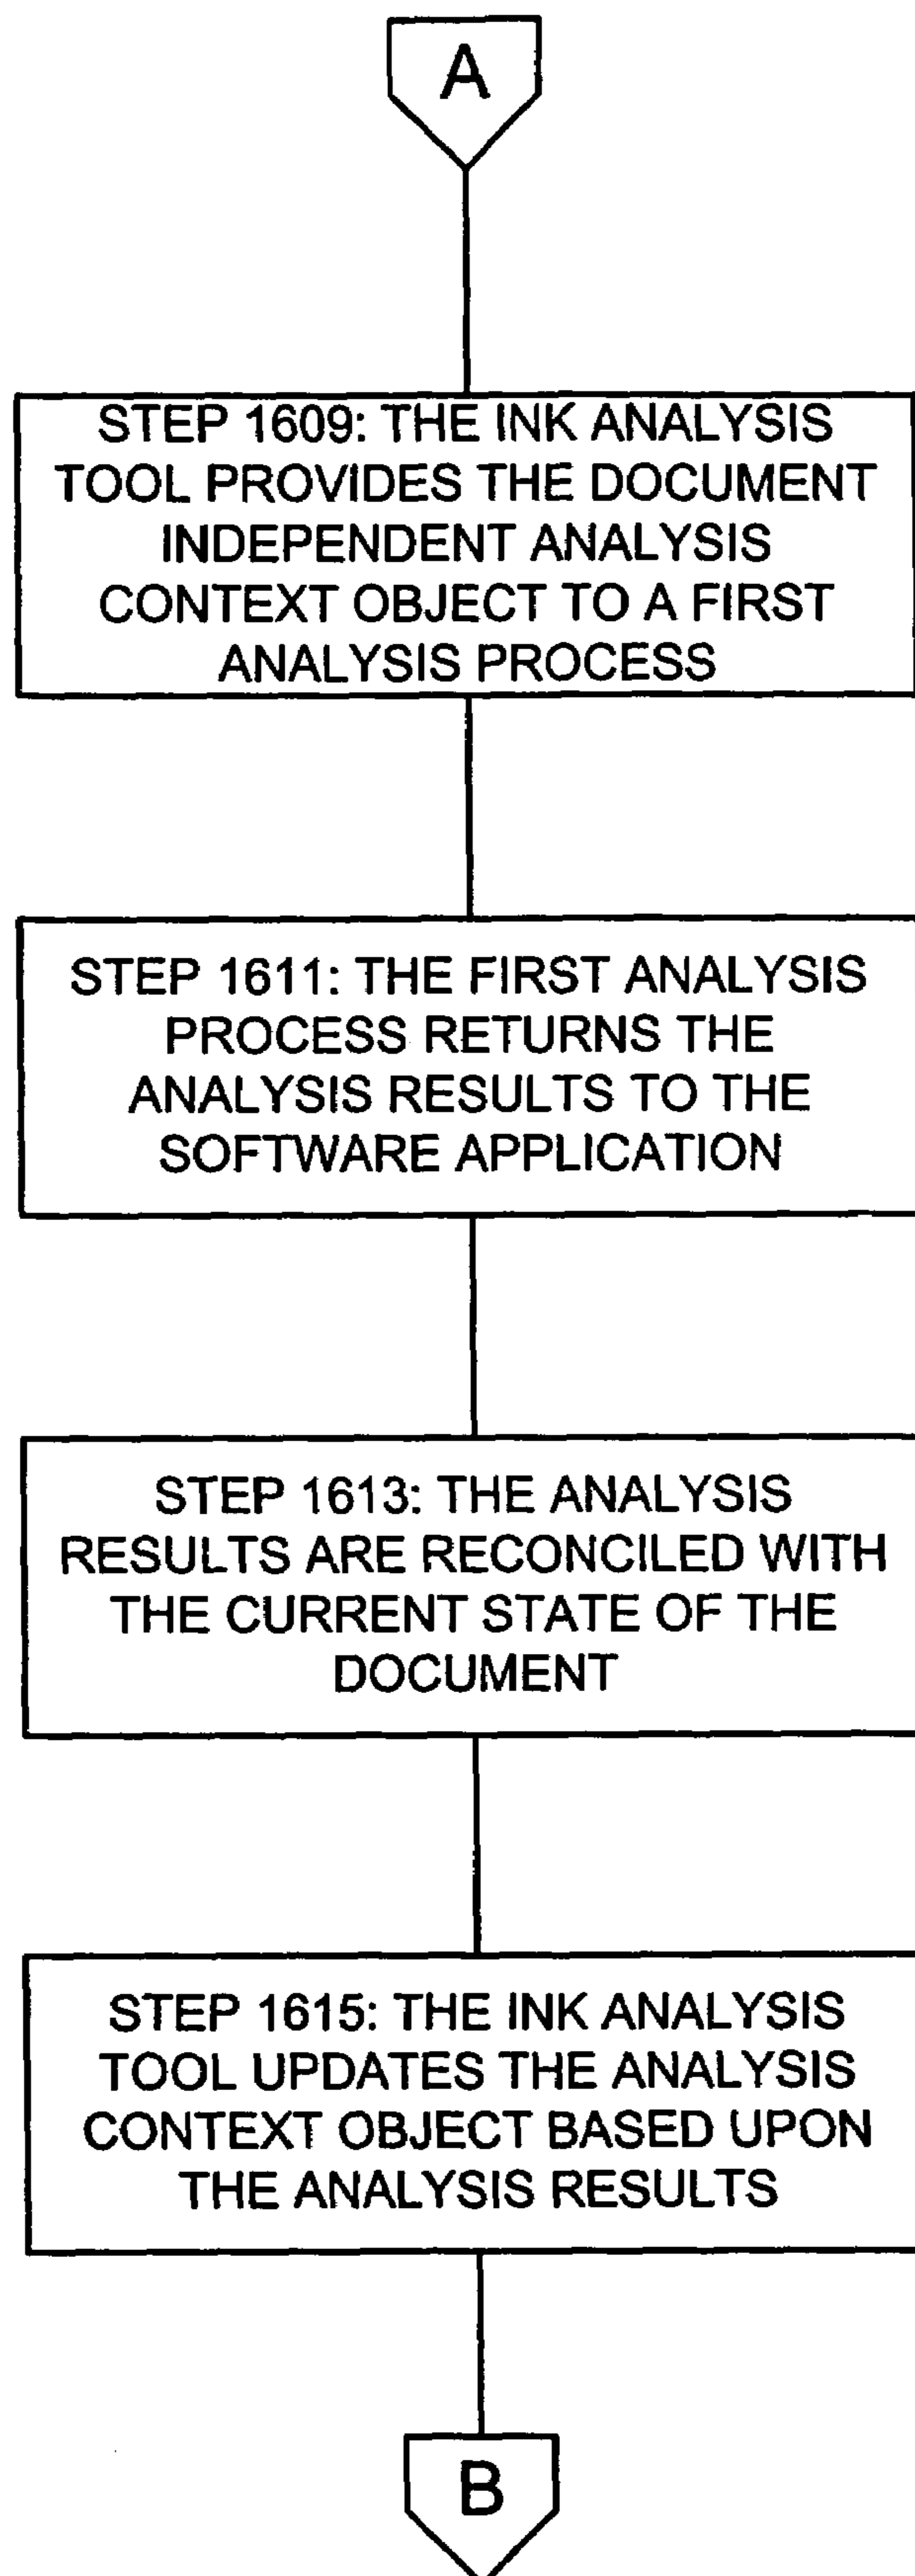 A
STEP 1609: THE INK ANALYSIS
TOOL PROVIDES THE DOCUMENT
INDEPENDENT ANALYSIS
CONTEXT OBJECT TO A FIRST
ANALYSIS PROCESS
STEP 1611: THE FIRST ANALYSIS
PROCESS RETURNS THE
ANALYSIS RESULTS TO THE
SOFTWARE APPLICATION
STEP 1613: THE ANALYSIS
RESULTS ARE RECONCILED WITH
THE CURRENT STATE OF THE
DOCUMENT
STEP 1615: THE INK ANALYSIS
TOOL UPDATES THE ANALYSIS
CONTEXT OBJECT BASED UPON
THE ANALYSIS RESULTS
B